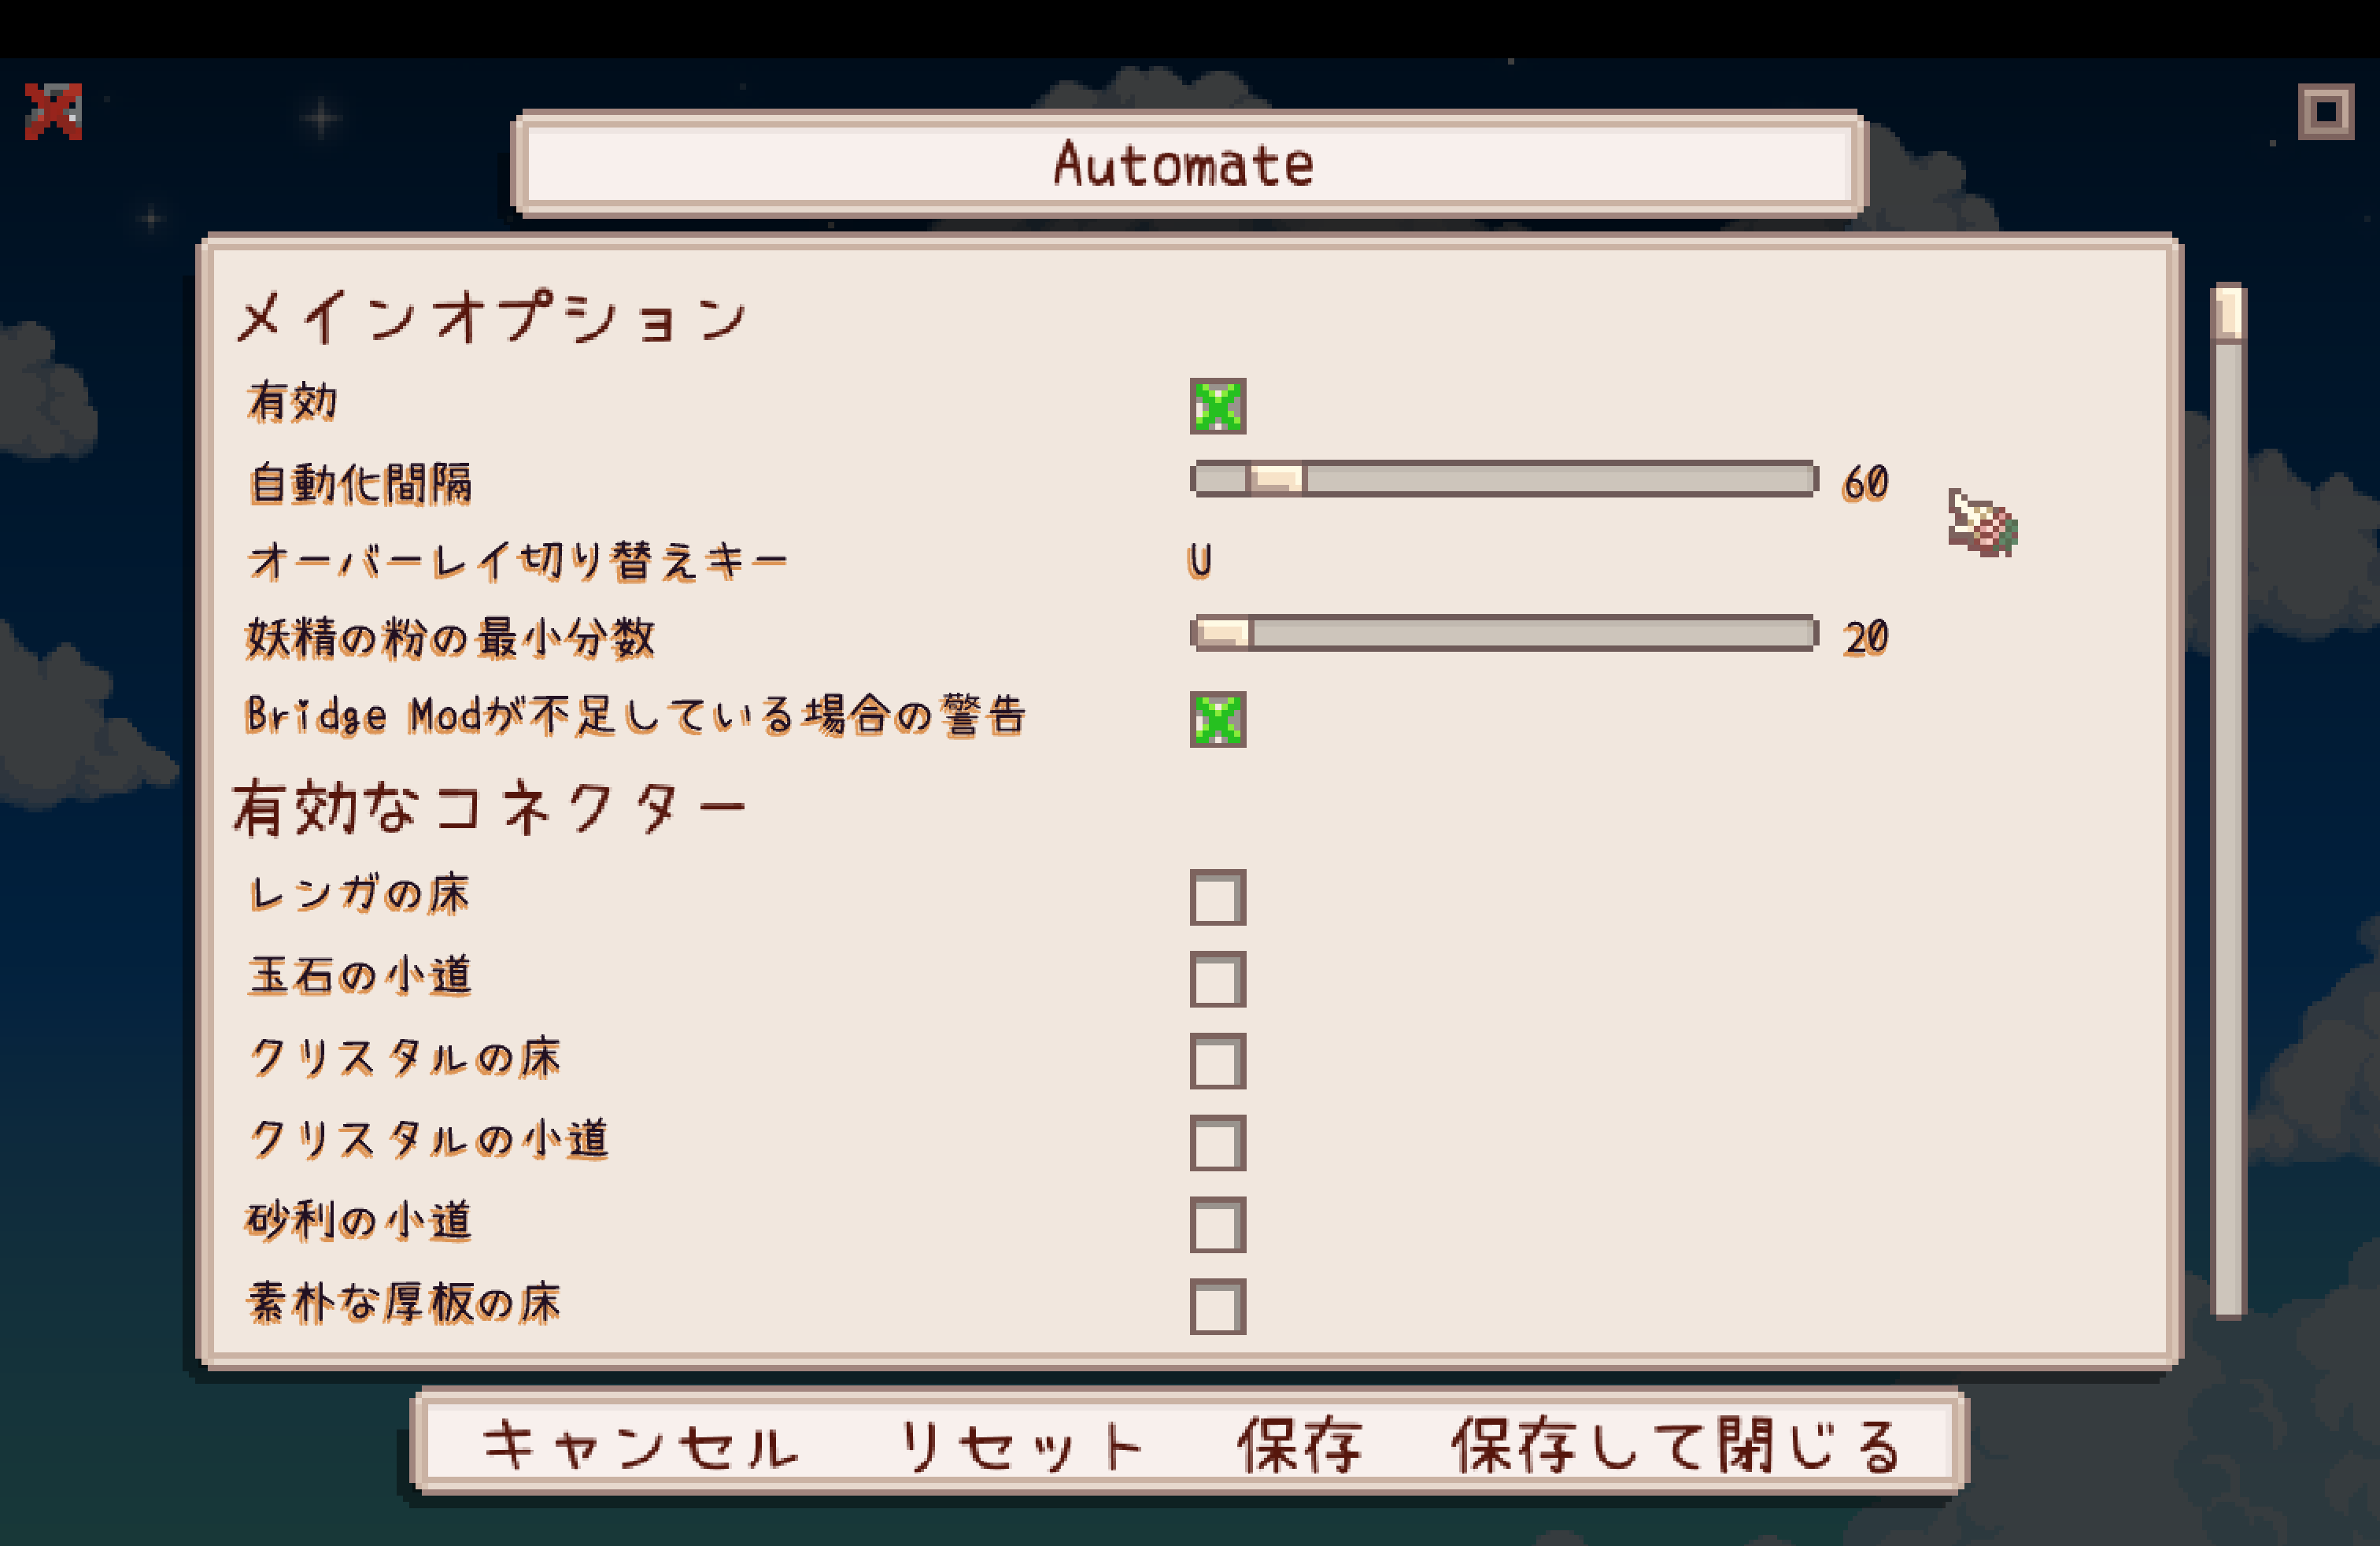 Automate
メインオプション
有効
自動化間隔 60
オーバーレイ切り替えキー U
妖精の粉の最小分数 20
Bridge Modが不足している場合の警告
有効なコネクター
レンガの床
玉石の小道
クリスタルの床
クリスタルの小道
砂利の小道
素朴な厚板の床
キャンセル リセット 保存 保存して閉じる